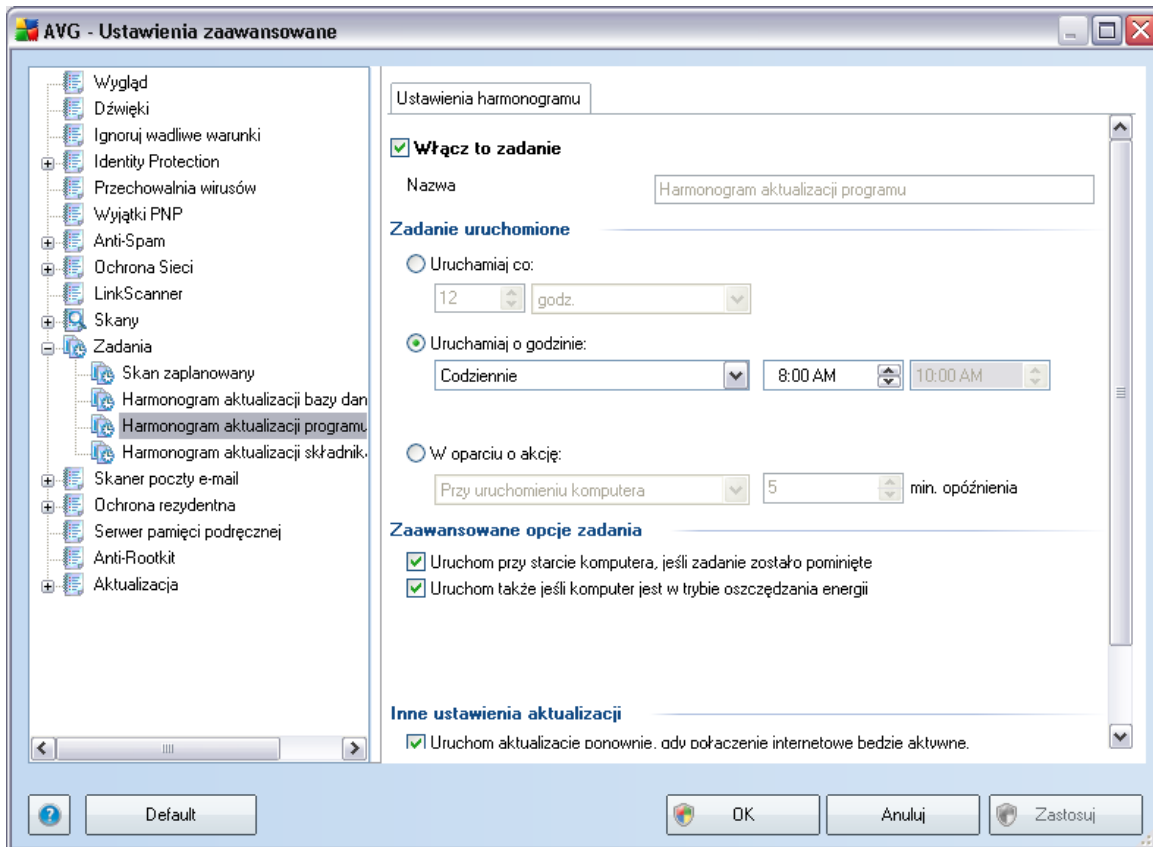 AVG - Ustawienia zaawansowane
Wygląd
Dźwięki
Ignoruj wadliwe warunki
Identity Protection
Przechowalnia wirusów
Wyjątki PNP
Anti-Spam
Ochrona Sieci
LinkScanner
Skany
Zadania
Skan zaplanowany
Harmonogram aktualizacji bazy dan
Harmonogram aktualizacji programu
Harmonogram aktualizacji składnik
Skaner poczty e-mail
Ochrona rezydentna
Serwer pamięci podręcznej
Anti-Rootkit
Aktualizacja
Ustawienia harmonogramu
Włącz to zadanie
Nazwa Harmonogram aktualizacji programu
Zadanie uruchomione
Uruchamiaj co:
12 godz.
Uruchamiaj o godzinie:
Codziennie 8:00 AM 10:00 AM
W oparciu o akcję:
Przy uruchomieniu komputera 5 min. opóźnienia
Zaawansowane opcje zadania
Uruchom przy starcie komputera, jeśli zadanie zostało pominięte
Uruchom także jeśli komputer jest w trybie oszczędzania energii
Inne ustawienia aktualizacji
Uruchom aktualizację ponownie, gdy połączenie internetowe będzie aktywne.
Default OK Anuluj Zastosuj